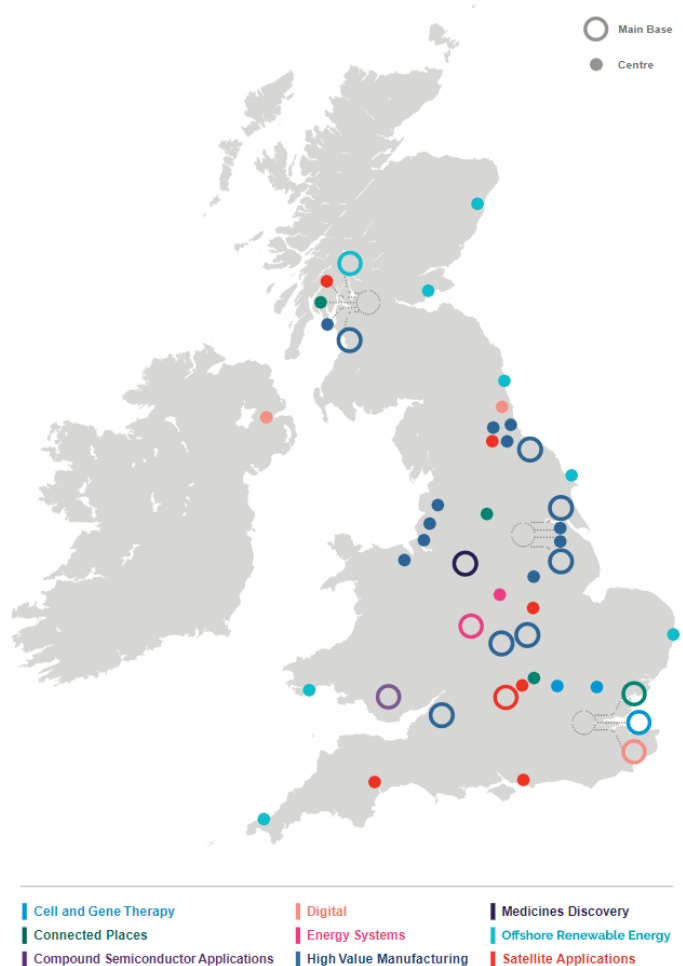 Main Base
Centre
Cell and Gene Therapy
Digital
Medicines Discovery
Connected Places
Energy Systems
Offshore Renewable Energy
Compound Semiconductor Applications
High Value Manufacturing
Satellite Applications